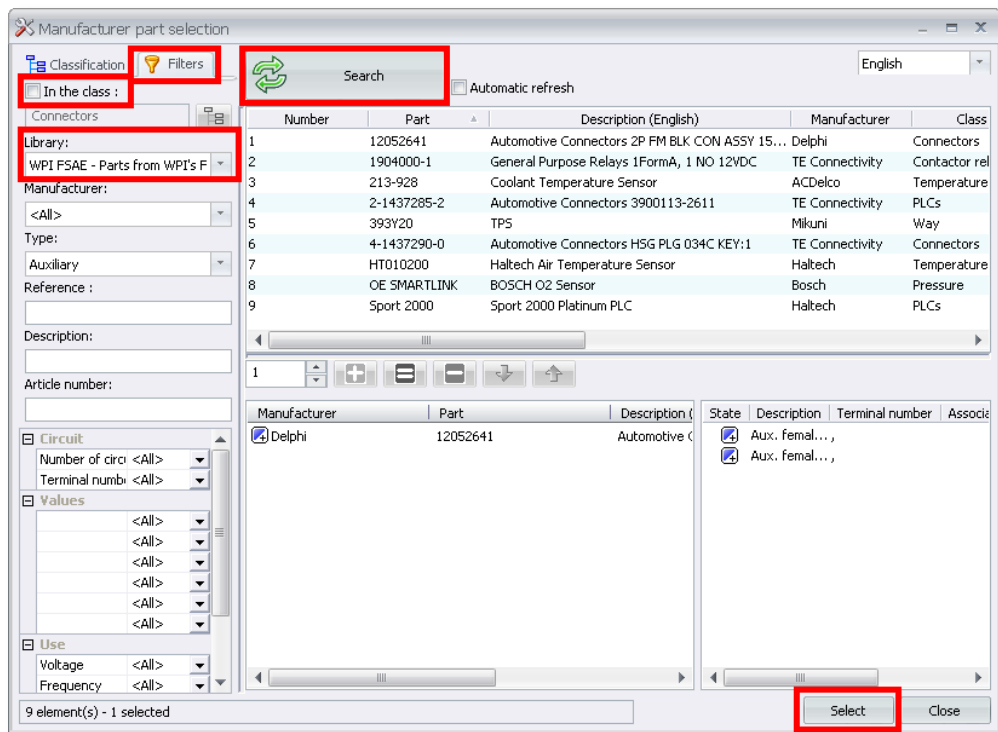 Manufacturer part selection
Classification Filters
In the class :
Connectors
Library:
WPI FSAE - Parts from WPI's F
Manufacturer:
<All>
Type:
Auxiliary
Reference :
Description:
Article number:
Circuit
Number of circu <All>
Terminal numb <All>
Values
<All>
<All>
<All>
<All>
<All>
<All>
Use
Voltage <All>
Frequency <All>
Search
Automatic refresh
English
Number Part Description (English) Manufacturer Class
1 12052641 Automotive Connectors 2P FM BLK CON ASSY 15... Delphi Connectors
2 1904000-1 General Purpose Relays 1FormA, 1 NO 12VDC TE Connectivity Contactor rel
3 213-928 Coolant Temperature Sensor ACDelco Temperature
4 2-1437285-2 Automotive Connectors 3900113-2611 TE Connectivity PLCs
5 393Y20 TPS Mikuni Way
6 4-1437290-0 Automotive Connectors HSG PLG 034C KEY:1 TE Connectivity Connectors
7 HT010200 Haltech Air Temperature Sensor Haltech Temperature
8 OE SMARTLINK BOSCH O2 Sensor Bosch Pressure
9 Sport 2000 Sport 2000 Platinum PLC Haltech PLCs
1
Manufacturer Part Description (
Delphi 12052641 Automotive C
State Description Terminal number Associa
Aux. femal... ,
Aux. femal... ,
9 element(s) - 1 selected
Select Close